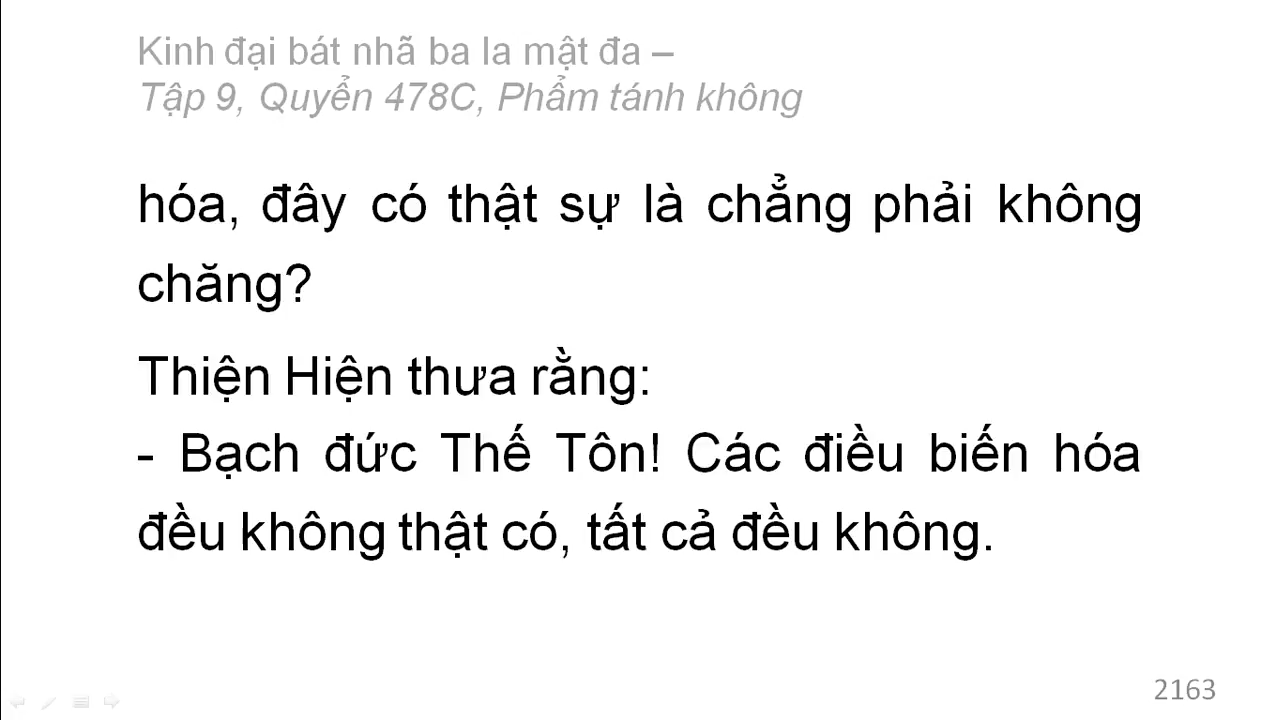 Kinh đại bát nhã ba la mật đa –
Tập 9, Quyển 478C, Phẩm tánh không
hóa, đây có thật sự là chẳng phải không
chăng?
Thiện Hiện thưa rằng:
- Bạch đức Thế Tôn! Các điều biến hóa
đều không thật có, tất cả đều không.
2163